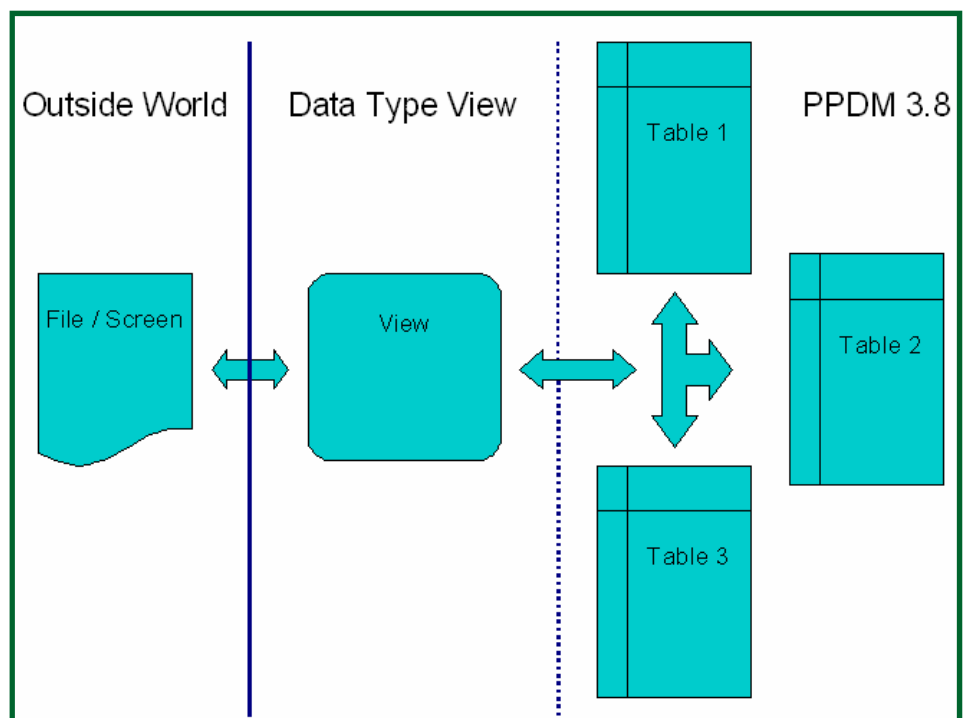 Outside World
Data Type View
PPDM 3.8
Table 1
File / Screen
View
Table 2
Table 3